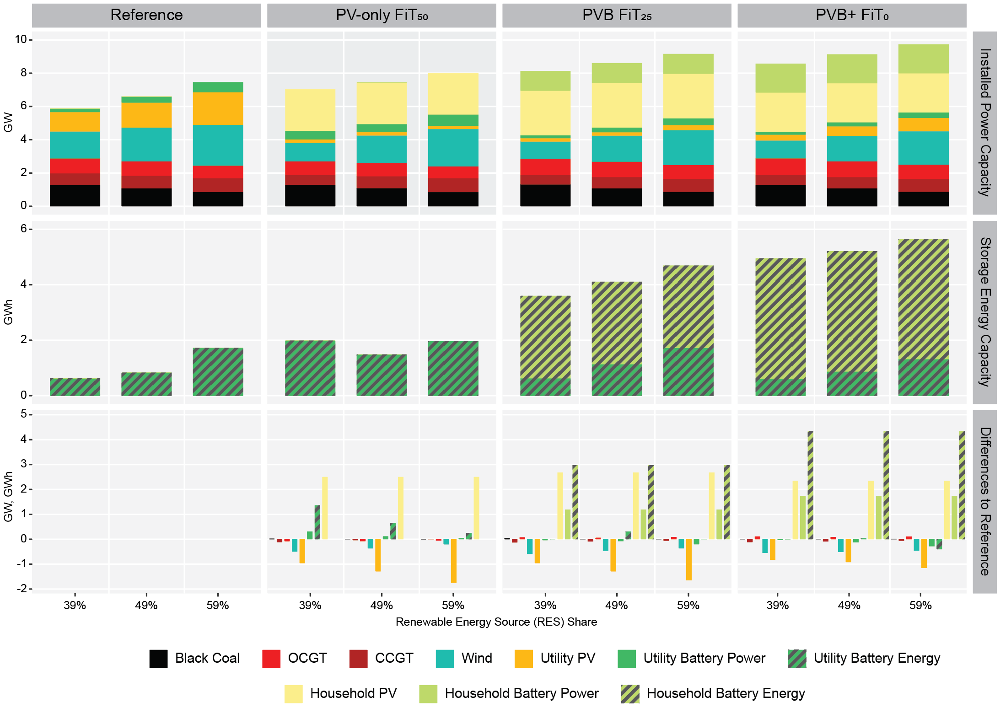 Reference
PV-only FiT₅₀
PVB FiT₂₅
PVB+ FiT₀
10
8
6
4
2
0
GW
Installed Power Capacity
6
4
2
0
GWh
Storage Energy Capacity
5
4
3
2
1
0
-1
-2
GW, GWh
Differences to Reference
39% 49% 59% 39% 49% 59% 39% 49% 59% 39% 49% 59%
Renewable Energy Source (RES) Share
Black Coal OCGT CCGT Wind Utility PV Utility Battery Power Utility Battery Energy
Household PV Household Battery Power Household Battery Energy